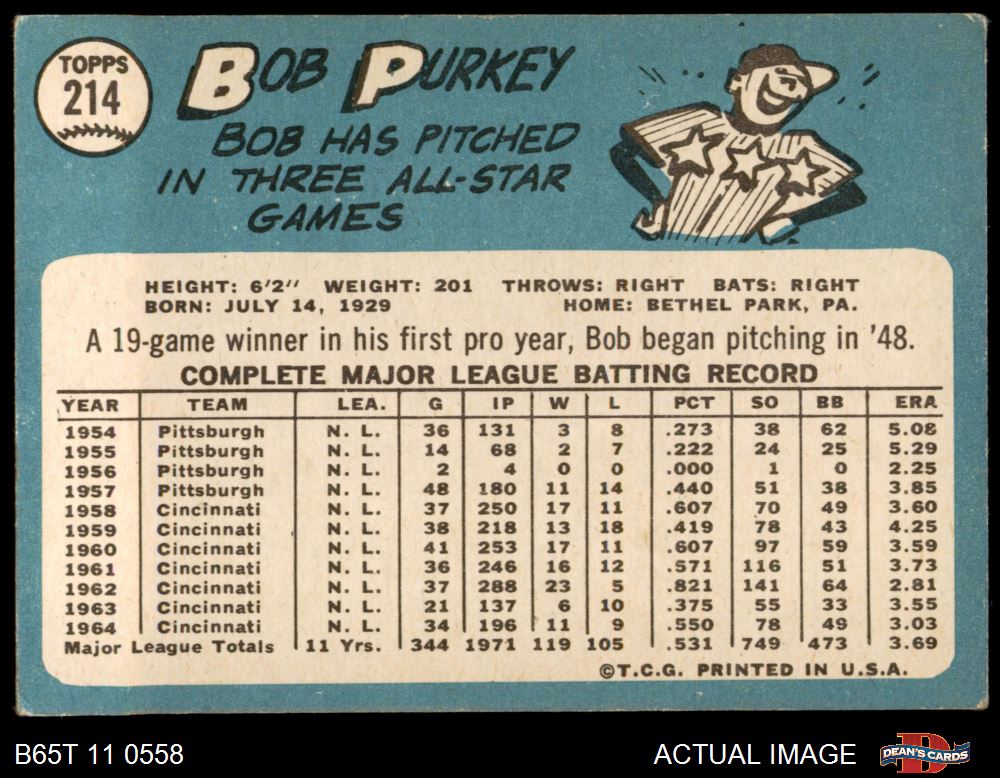 TOPPS
214
BOB PURKEY
BOB HAS PITCHED
IN THREE ALL-STAR
GAMES
HEIGHT: 6'2" WEIGHT: 201 THROWS: RIGHT BATS: RIGHT
BORN: JULY 14, 1929 HOME: BETHEL PARK, PA.
A 19-game winner in his first pro year, Bob began pitching in '48.
COMPLETE MAJOR LEAGUE BATTING RECORD
YEAR TEAM LEA. G IP W L PCT SO BB ERA
1954 Pittsburgh N. L. 36 131 3 8 .273 38 62 5.08
1955 Pittsburgh N. L. 14 68 2 7 .222 24 25 5.29
1956 Pittsburgh N. L. 2 4 0 0 .000 1 0 2.25
1957 Pittsburgh N. L. 48 180 11 14 .440 51 38 3.85
1958 Cincinnati N. L. 37 250 17 11 .607 70 49 3.60
1959 Cincinnati N. L. 38 218 13 18 .419 78 43 4.25
1960 Cincinnati N. L. 41 253 17 11 .607 97 59 3.59
1961 Cincinnati N. L. 36 246 16 12 .571 116 51 3.73
1962 Cincinnati N. L. 37 288 23 5 .821 141 64 2.81
1963 Cincinnati N. L. 21 137 6 10 .375 55 33 3.55
1964 Cincinnati N. L. 34 196 11 9 .550 78 49 3.03
Major League Totals 11 Yrs. 344 1971 119 105 .531 749 473 3.69
©T.C.G. PRINTED IN U.S.A.
B65T 11 0558 ACTUAL IMAGE DEAN'S CARDS